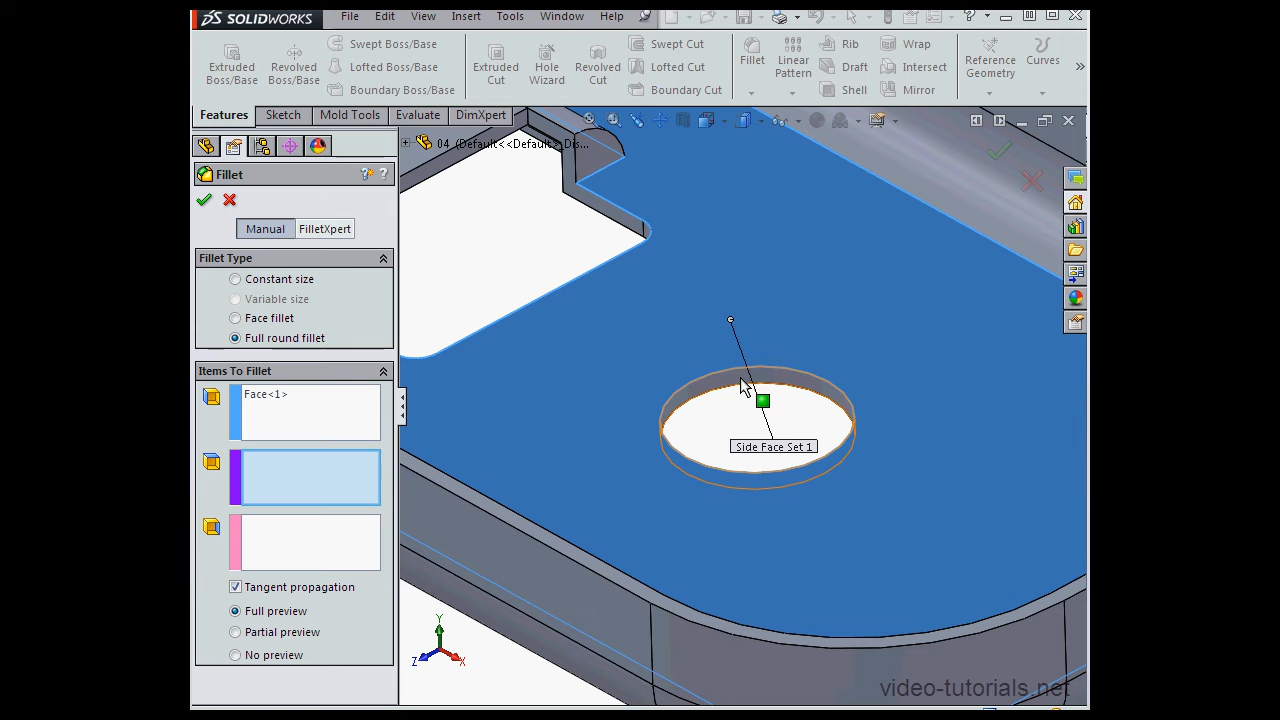 SOLIDWORKS File Edit View Insert Tools Window Help
Extruded Boss/Base
Revolved Boss/Base
Swept Boss/Base
Lofted Boss/Base
Boundary Boss/Base
Extruded Cut
Hole Wizard
Revolved Cut
Swept Cut
Lofted Cut
Boundary Cut
Fillet
Linear Pattern
Rib
Draft
Shell
Wrap
Intersect
Mirror
Reference Geometry
Curves
Features Sketch Mold Tools Evaluate DimXpert
04 (Default<<Default>_Dis...
Fillet
Manual FilletXpert
Fillet Type
Constant size
Variable size
Face fillet
Full round fillet
Items To Fillet
Face<1>
Side Face Set 1
Tangent propagation
Full preview
Partial preview
No preview
Y
Z X
video-tutorials.net